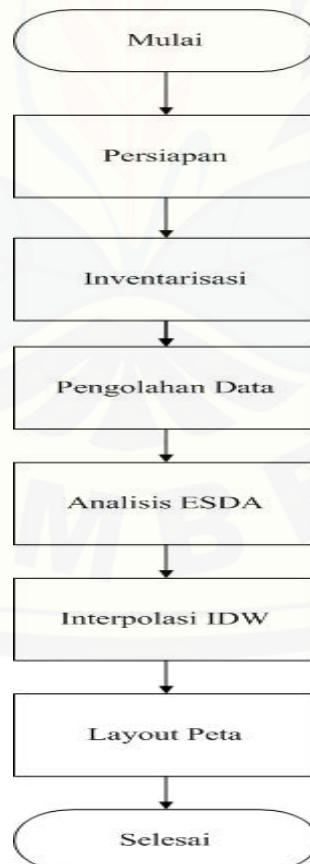 Mulai
Persiapan
Inventarisasi
Pengolahan Data
Analisis ESDA
Interpolasi IDW
Layout Peta
Selesai